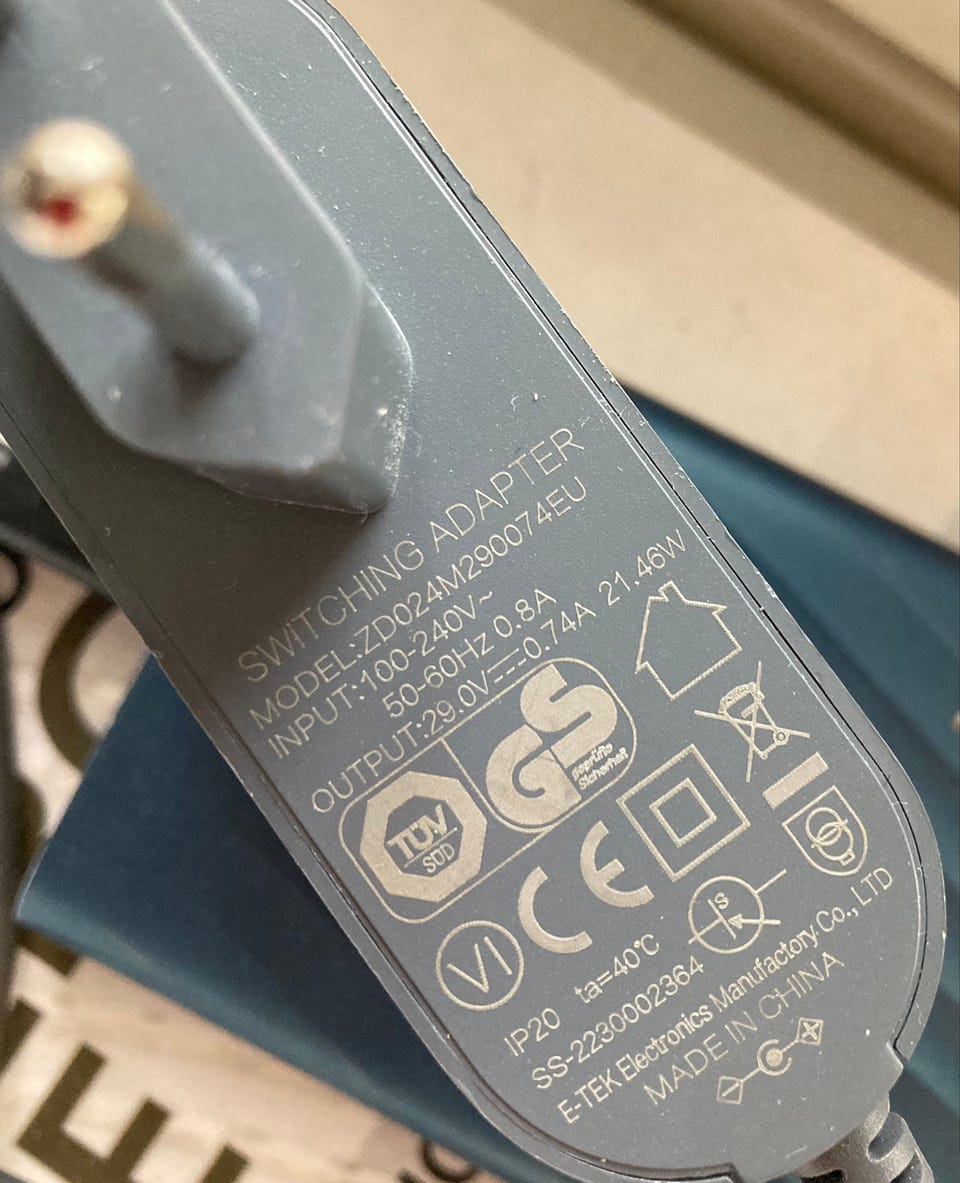 SWITCHING ADAPTER
MODEL:ZD024M290074EU
INPUT:100-240V~
50-60Hz 0.8A
OUTPUT:29.0V⎓0.74A 21.46W
TÜV
SÜD
GS
geprüfte
Sicherheit
CE
VI
S
IP20 ta=40℃
SS-2230002364
E-TEK Electronics Manufactory Co., LTD
MADE IN CHINA